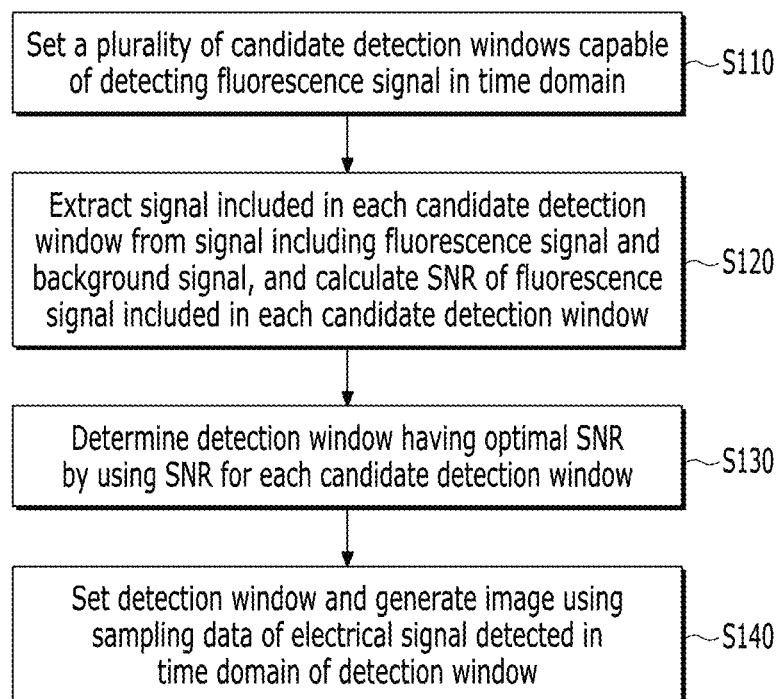 Set a plurality of candidate detection windows capable
of detecting fluorescence signal in time domain
S110
Extract signal included in each candidate detection
window from signal including fluorescence signal and
background signal, and calculate SNR of fluorescence
signal included in each candidate detection window
S120
Determine detection window having optimal SNR
by using SNR for each candidate detection window
S130
Set detection window and generate image using
sampling data of electrical signal detected in
time domain of detection window
S140